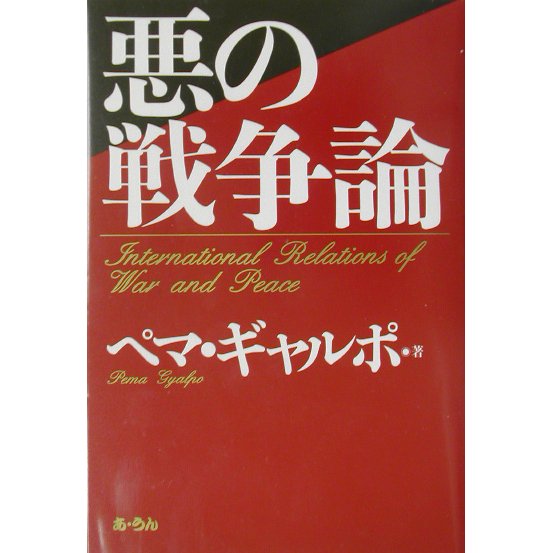 悪の
戦争論
International Relations of
War and Peace
ペマ・ギャルポ・著
Pema Gyalpo
あ・うん